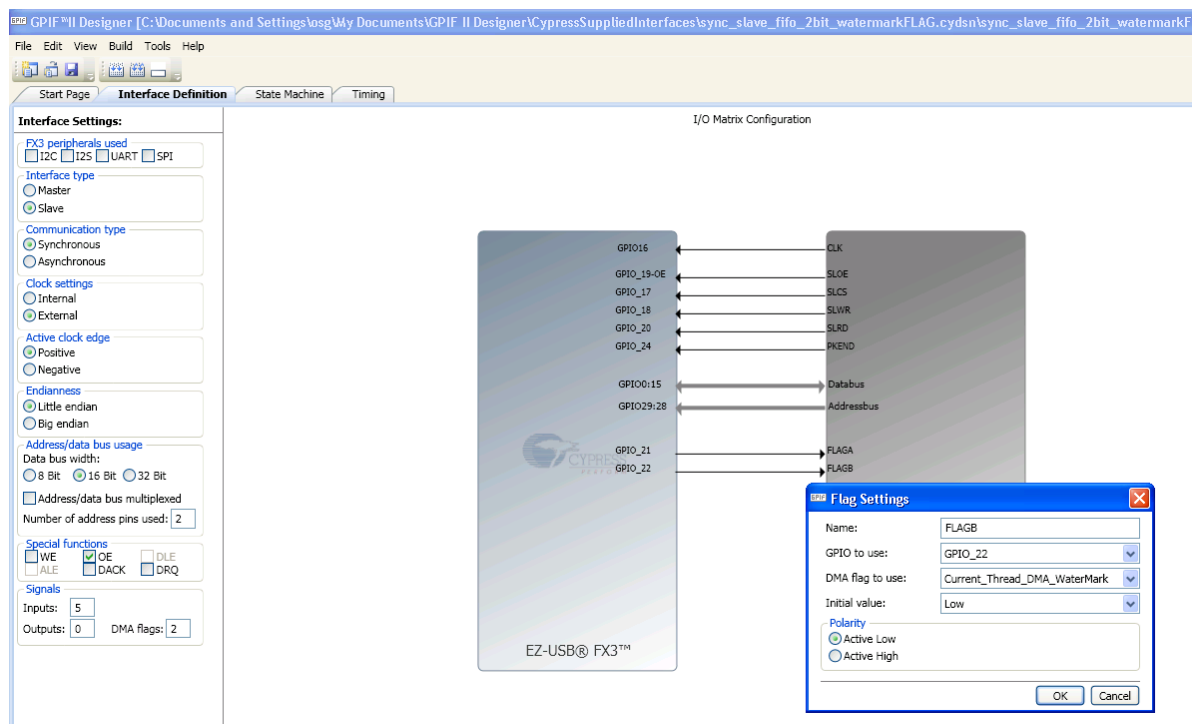 GPIF™II Designer [C:\Documents and Settings\osg\My Documents\GPIF II Designer\CypressSuppliedInterfaces\sync_slave_fifo_2bit_watermarkFLAG.cydsn\sync_slave_fifo_2bit_watermarkF
File Edit View Build Tools Help
Start Page Interface Definition State Machine Timing
Interface Settings:
FX3 peripherals used
I2C I2S UART SPI
Interface type
Master
Slave
Communication type
Synchronous
Asynchronous
Clock settings
Internal
External
Active clock edge
Positive
Negative
Endianness
Little endian
Big endian
Address/data bus usage
Data bus width:
8 Bit 16 Bit 32 Bit
Address/data bus multiplexed
Number of address pins used: 2
Special functions
WE OE DLE
ALE DACK DRQ
Signals
Inputs: 5
Outputs: 0 DMA flags: 2
I/O Matrix Configuration
GPIO16 CLK
GPIO_19-OE SLOE
GPIO_17 SLCS
GPIO_18 SLWR
GPIO_20 SLRD
GPIO_24 PKEND
GPIO0:15 Databus
GPIO29:28 Addressbus
GPIO_21 FLAGA
GPIO_22 FLAGB
CYPRESS
EZ-USB® FX3™
GPIF Flag Settings
Name: FLAGB
GPIO to use: GPIO_22
DMA flag to use: Current_Thread_DMA_WaterMark
Initial value: Low
Polarity
Active Low
Active High
OK Cancel